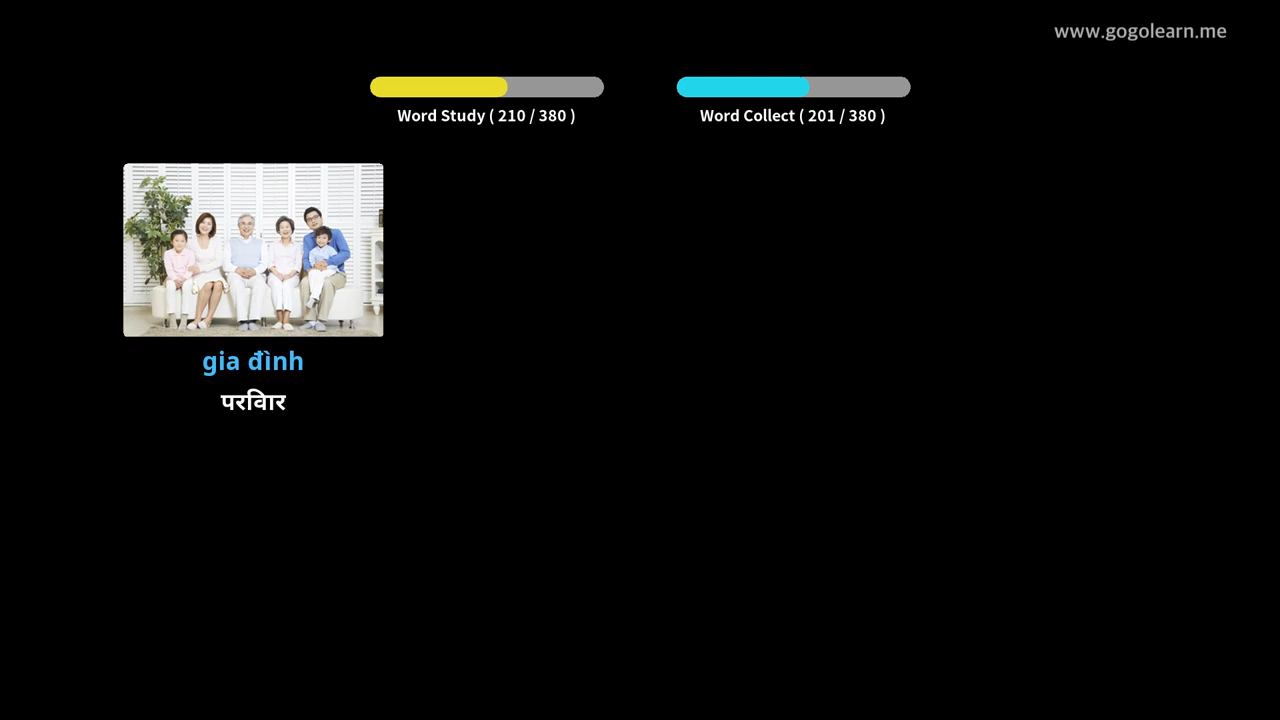 www.gogolearn.me
Word Study ( 210 / 380 )
Word Collect ( 201 / 380 )
gia đình
परिवार